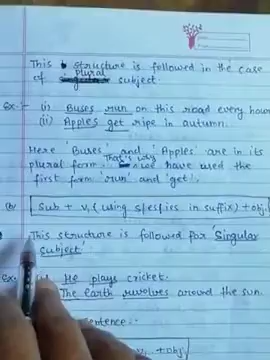 This structure is followed in the case
of plural subject.
Ex:- (i) Buses run on this road every hour
(ii) Apples get ripe in autumn.
Here 'Buses' and 'Apples' are in its
plural form. That's why we have used the
first form 'run' and 'get'.
(b) Sub + V₁ (using s/es/ies in suffix) + obj.
This structure is followed for 'Singular
Subject'.
Ex:- He plays cricket.
The Earth revolves around the sun.
sentence:-
+ obj